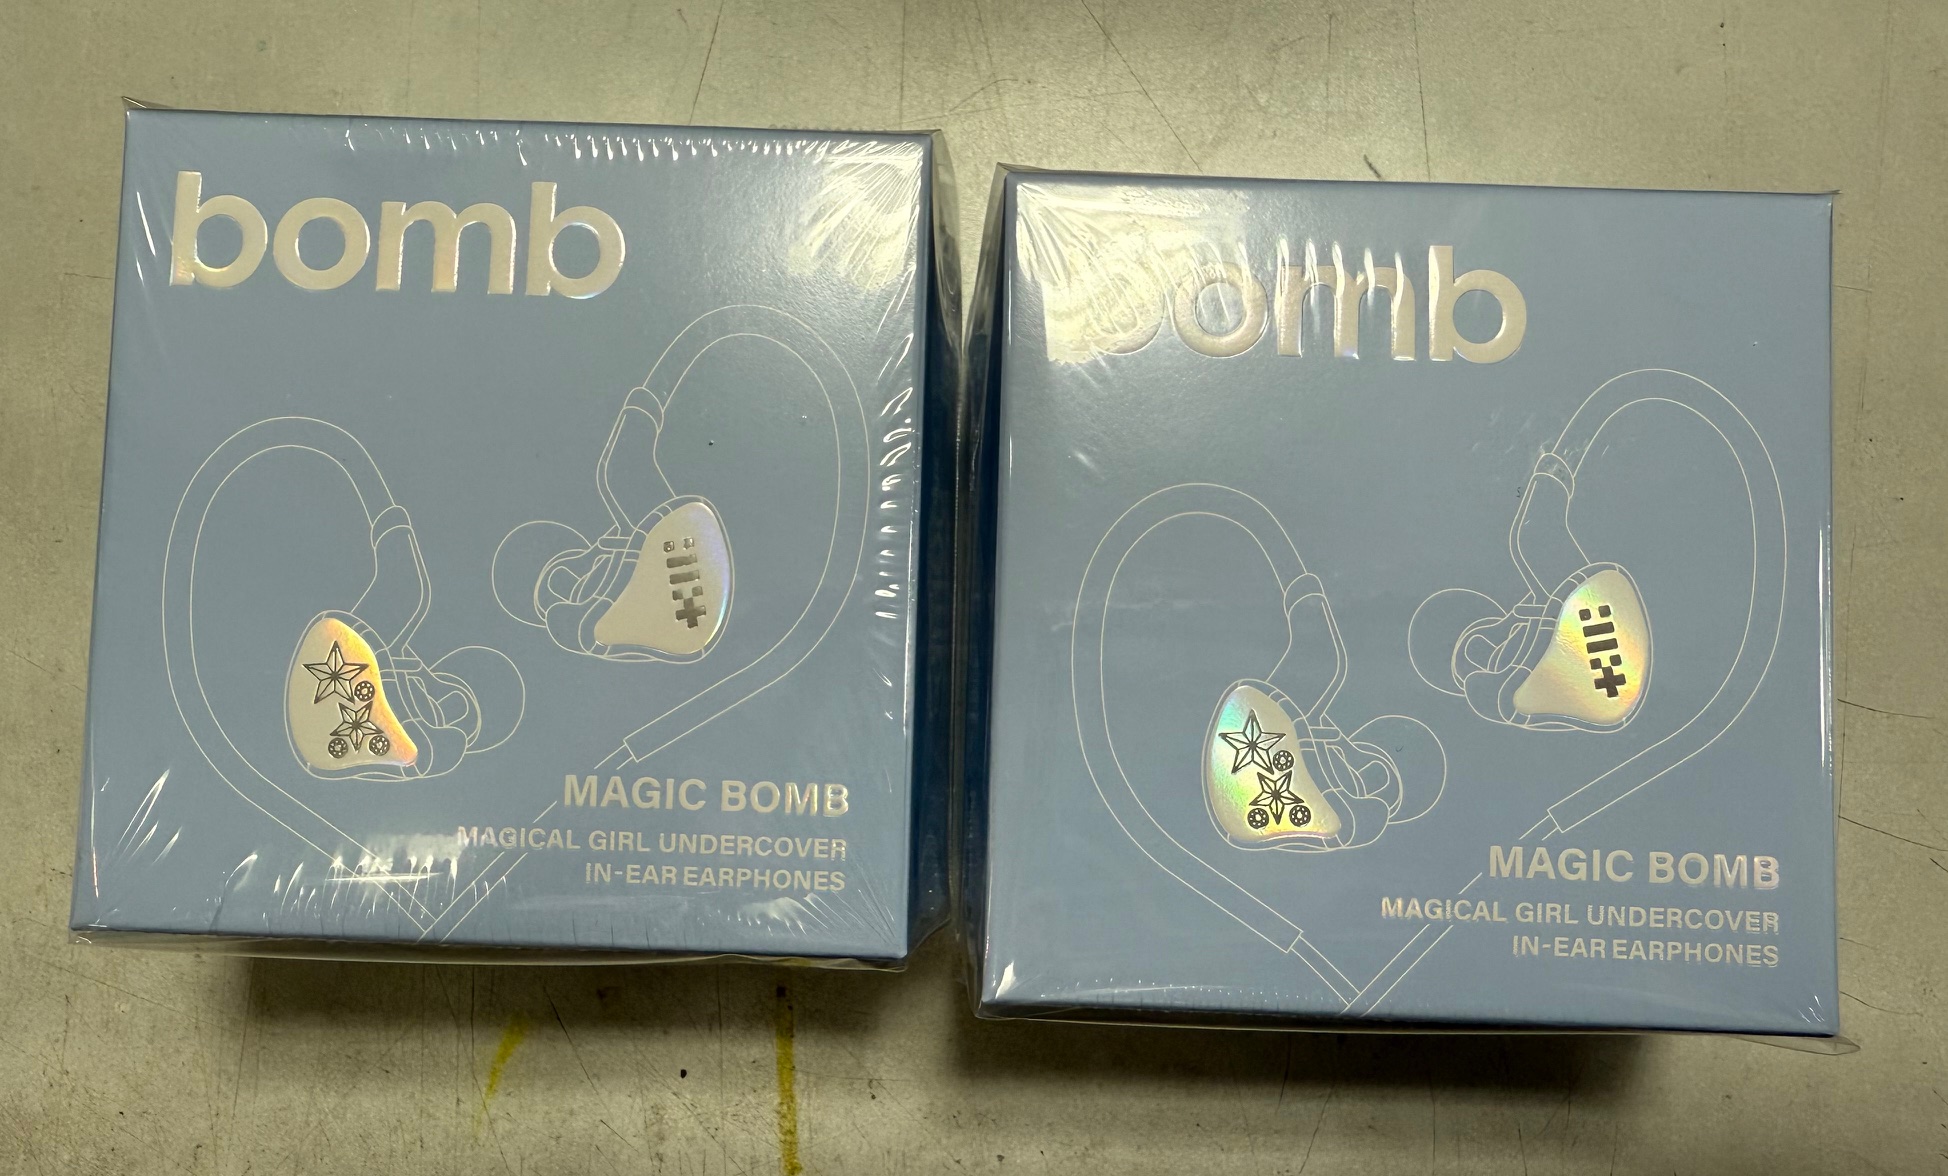 bomb
MAGIC BOMB
MAGICAL GIRL UNDERCOVER
IN-EAR EARPHONES
bomb
MAGIC BOMB
MAGICAL GIRL UNDERCOVER
IN-EAR EARPHONES